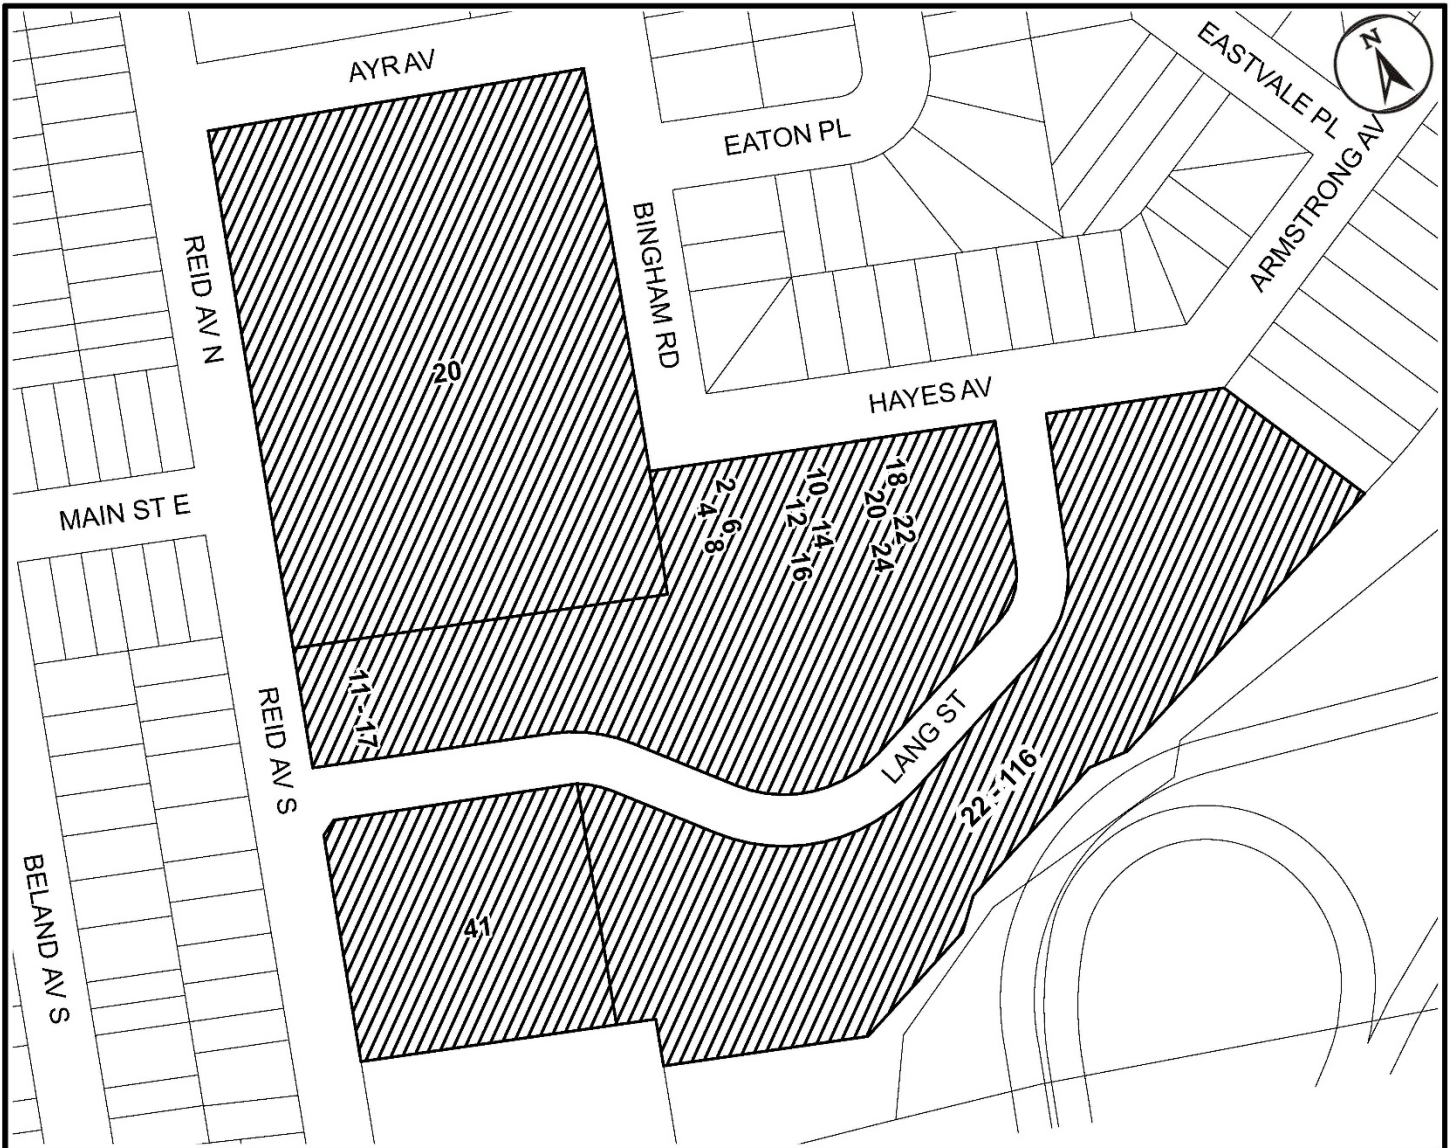 EASTVALE PL
N
AYR AV
EATON PL
ARMSTRONG AV
BINGHAM RD
REID AV N
20
HAYES AV
MAIN ST E
2
4
6
8
10
12
14
16
18
20
22
24
11 - 17
REID AV S
LANG ST
22 - 116
BELAND AV S
41